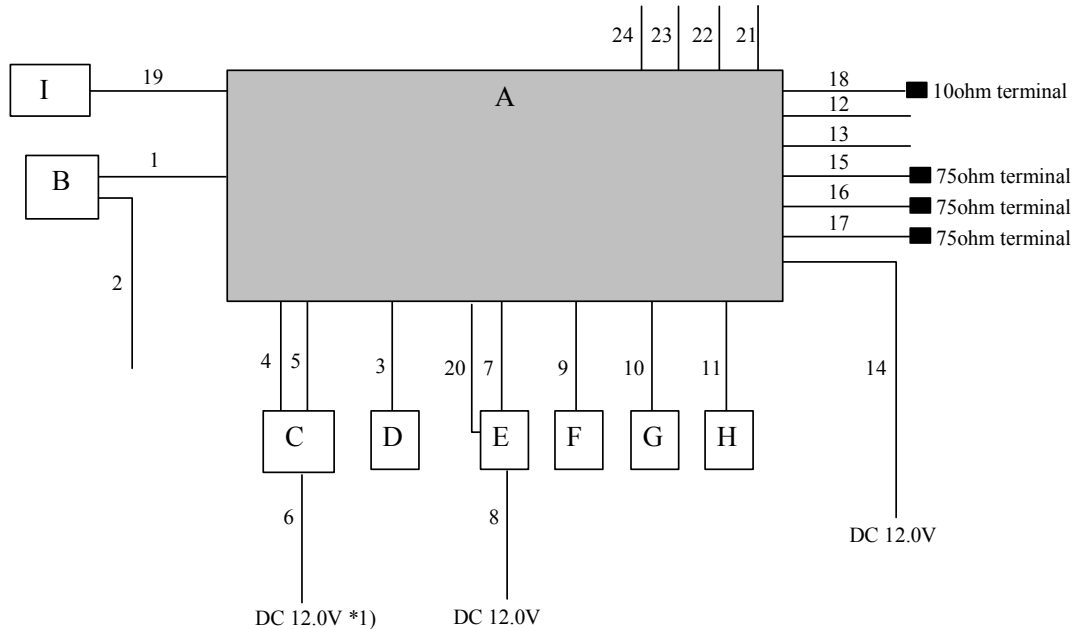 24 23 22 21
I 19 A 18 10ohm terminal
12
13
B 1 15 75ohm terminal
16 75ohm terminal
17 75ohm terminal
2
4 5 3 20 7 9 10 11 14
C D E F G H
6 8
DC 12.0V
DC 12.0V *1) DC 12.0V